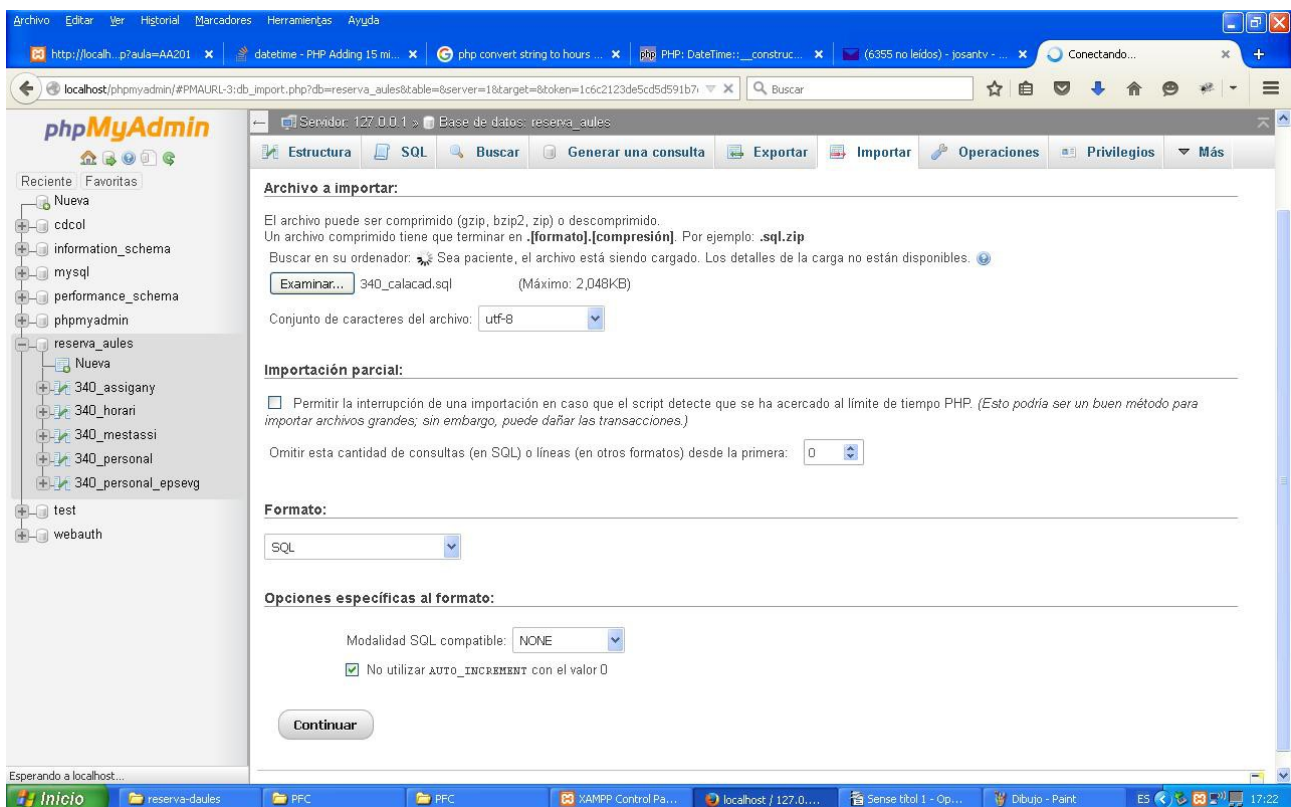 Archivo Editar Ver Historial Marcadores Herramientas Ayuda
http://localh...p?aula=AA201 datetime - PHP Adding 15 mi... php convert string to hours ... PHP: DateTime::__construc... (6355 no leídos) - josantv - ... Conectando...
localhost/phpmyadmin/#PMAURL-3:db_import.php?db=reserva_aules&table=&server=1&target=&token=1c6c2123de5cd5d591b7 Buscar
phpMyAdmin
Reciente Favoritas
Nueva
cdcol
information_schema
mysql
performance_schema
phpmyadmin
reserva_aules
Nueva
340_assigany
340_horari
340_mestassi
340_personal
340_personal_epsevg
test
webauth
Esperando a localhost...
Servidor: 127.0.0.1 » Base de datos: reserva_aules
Estructura SQL Buscar Generar una consulta Exportar Importar Operaciones Privilegios Más
Archivo a importar:
El archivo puede ser comprimido (gzip, bzip2, zip) o descomprimido.
Un archivo comprimido tiene que terminar en .[formato].[compresión]. Por ejemplo: .sql.zip
Buscar en su ordenador: Sea paciente, el archivo está siendo cargado. Los detalles de la carga no están disponibles.
Examinar... 340_calacad.sql (Máximo: 2,048KB)
Conjunto de caracteres del archivo: utf-8
Importación parcial:
Permitir la interrupción de una importación en caso que el script detecte que se ha acercado al límite de tiempo PHP. (Esto podría ser un buen método para
importar archivos grandes; sin embargo, puede dañar las transacciones.)
Omitir esta cantidad de consultas (en SQL) o líneas (en otros formatos) desde la primera: 0
Formato:
SQL
Opciones específicas al formato:
Modalidad SQL compatible: NONE
No utilizar AUTO_INCREMENT con el valor 0
Continuar
Inicio reserva-daules PFC PFC XAMPP Control Pa... localhost / 127.0.... Sense títol 1 - Op... Dibujo - Paint ES 17:22